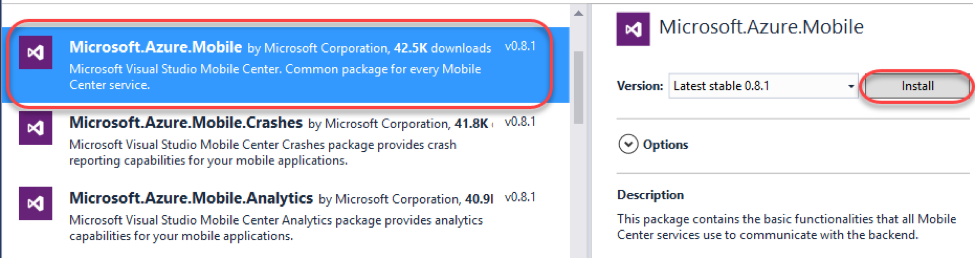 Microsoft.Azure.Mobile by Microsoft Corporation, 42.5K downloads v0.8.1
Microsoft Visual Studio Mobile Center. Common package for every Mobile
Center service.
Microsoft.Azure.Mobile.Crashes by Microsoft Corporation, 41.8K v0.8.1
Microsoft Visual Studio Mobile Center Crashes package provides crash
reporting capabilities for your mobile applications.
Microsoft.Azure.Mobile.Analytics by Microsoft Corporation, v0.8.1
Microsoft Visual Studio Mobile Center Analytics package provides analytics
capabilities for your mobile applications.
Microsoft.Azure.Mobile
Version: Latest stable 0.8.1 Install
Options
Description
This package contains the basic functionalities that all Mobile
Center services use to communicate with the backend.